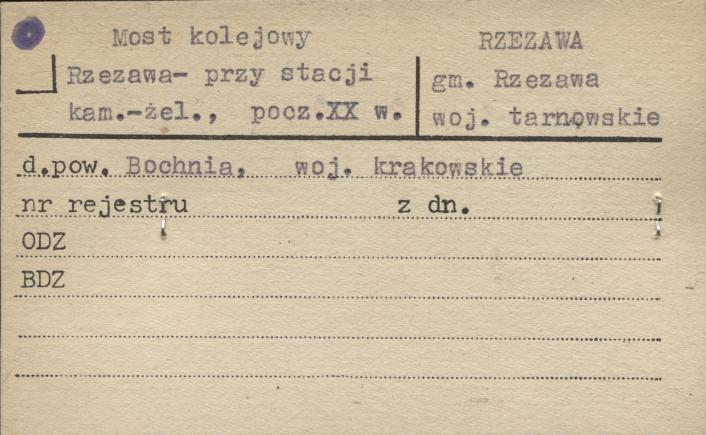 Most kolejowy
Rzezawa- przy stacji
kam.-żel., pocz.XX w.
RZEZAWA
gm. Rzezawa
woj. tarnowskie
d.pow. Bochnia, woj. krakowskie
nr rejestru z dn.
ODZ
BDZ